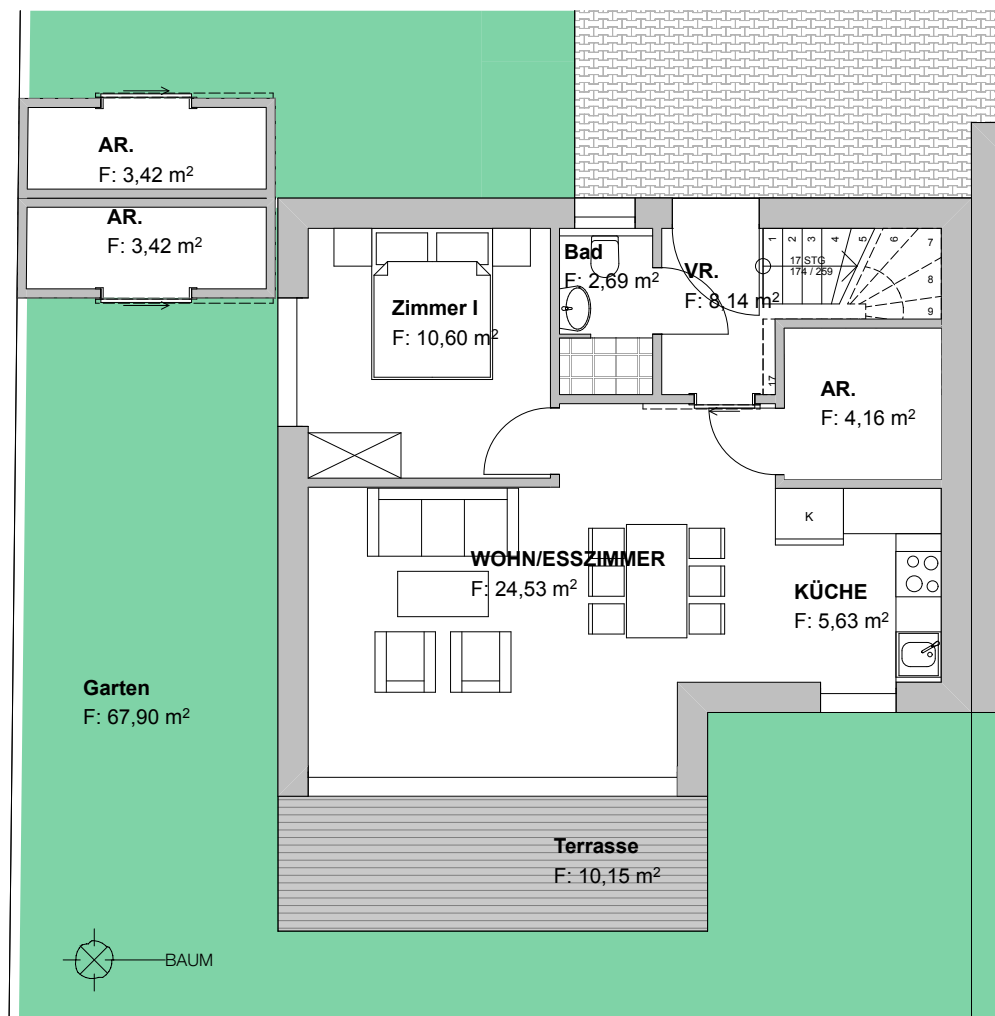 AR.
F: 3,42 m²
AR.
F: 3,42 m²
Bad
F: 2,69 m²
VR.
F: 8,14 m²
1
2
3
4
5
6
7
8
9
17 STG
174 / 259
17
Zimmer I
F: 10,60 m²
AR.
F: 4,16 m²
K
WOHN/ESSZIMMER
F: 24,53 m²
KÜCHE
F: 5,63 m²
Garten
F: 67,90 m²
Terrasse
F: 10,15 m²
BAUM